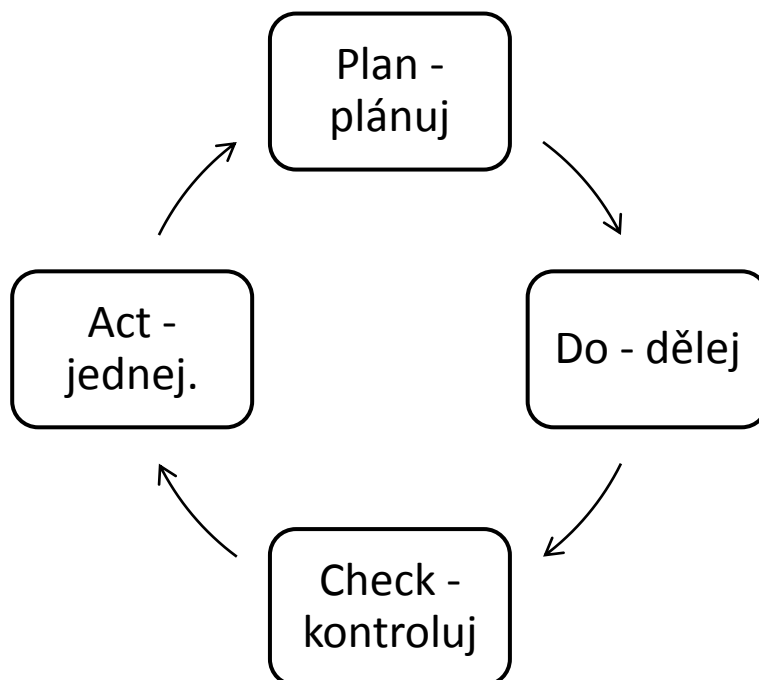 Plan -
plánuj
Do - dělej
Check -
kontroluj
Act -
jednej.